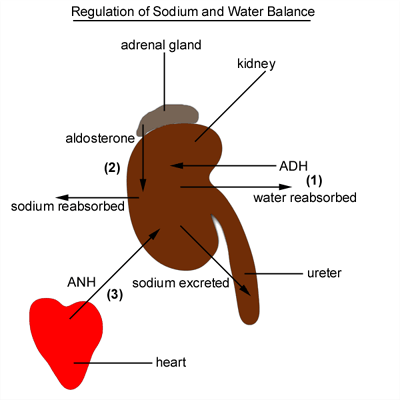 Regulation of Sodium and Water Balance
adrenal gland
kidney
aldosterone
(2)
ADH
(1)
water reabsorbed
sodium reabsorbed
ANH
(3)
sodium excreted
ureter
heart